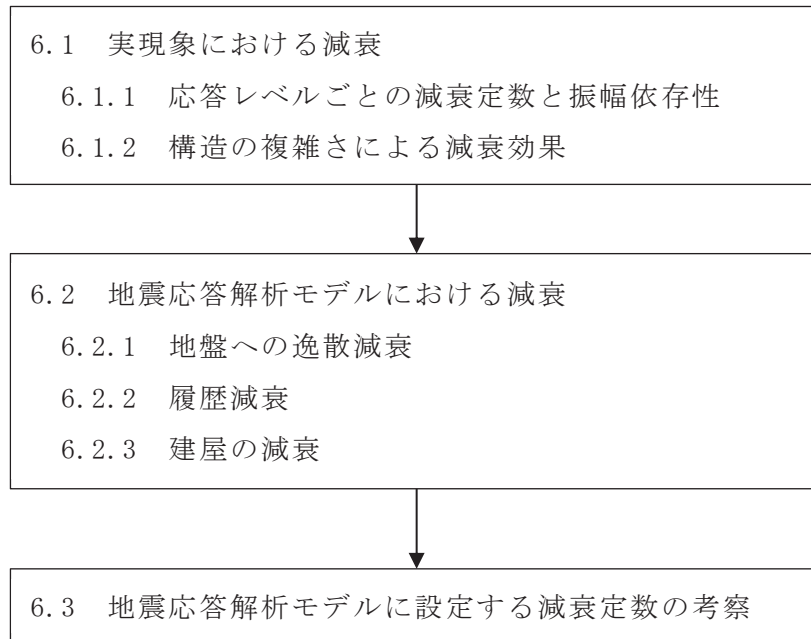 6.1 実現象における減衰
6.1.1 応答レベルごとの減衰定数と振幅依存性
6.1.2 構造の複雑さによる減衰効果
6.2 地震応答解析モデルにおける減衰
6.2.1 地盤への逸散減衰
6.2.2 履歴減衰
6.2.3 建屋の減衰
6.3 地震応答解析モデルに設定する減衰定数の考察